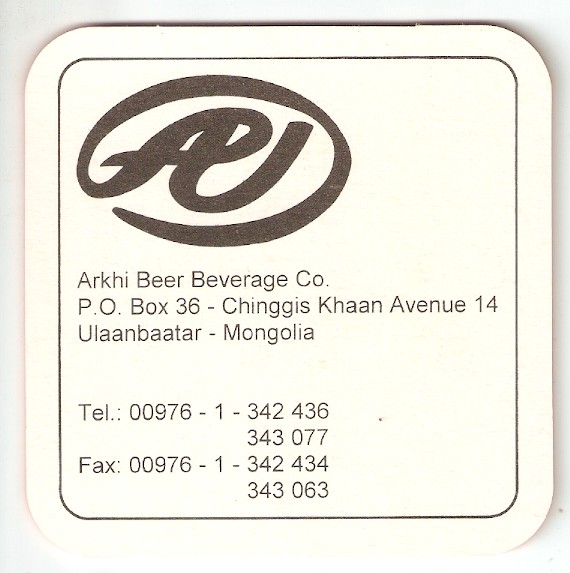 Arkhi Beer Beverage Co.
P.O. Box 36 - Chinggis Khaan Avenue 14
Ulaanbaatar - Mongolia
Tel.: 00976 - 1 - 342 436
343 077
Fax: 00976 - 1 - 342 434
343 063